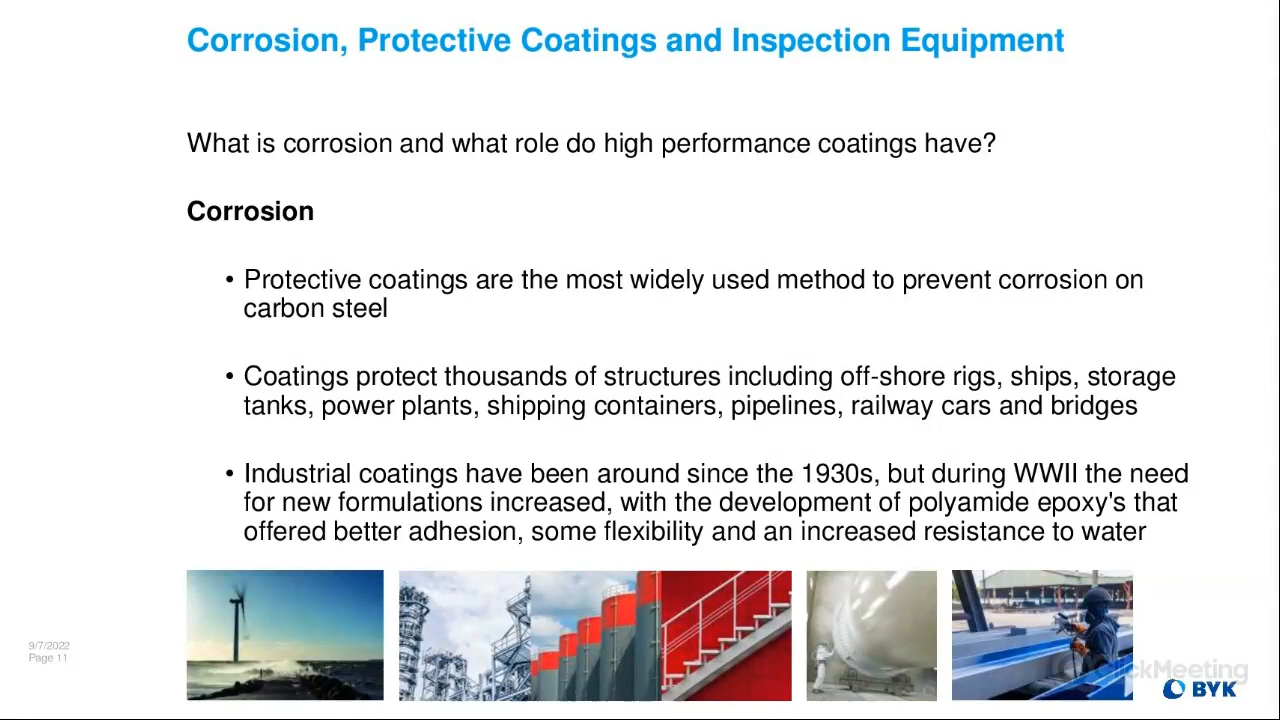 Corrosion, Protective Coatings and Inspection Equipment
What is corrosion and what role do high performance coatings have?
Corrosion
• Protective coatings are the most widely used method to prevent corrosion on
carbon steel
• Coatings protect thousands of structures including off-shore rigs, ships, storage
tanks, power plants, shipping containers, pipelines, railway cars and bridges
• Industrial coatings have been around since the 1930s, but during WWII the need
for new formulations increased, with the development of polyamide epoxy's that
offered better adhesion, some flexibility and an increased resistance to water
9/7/2022
Page 11
ClickMeeting
BYK